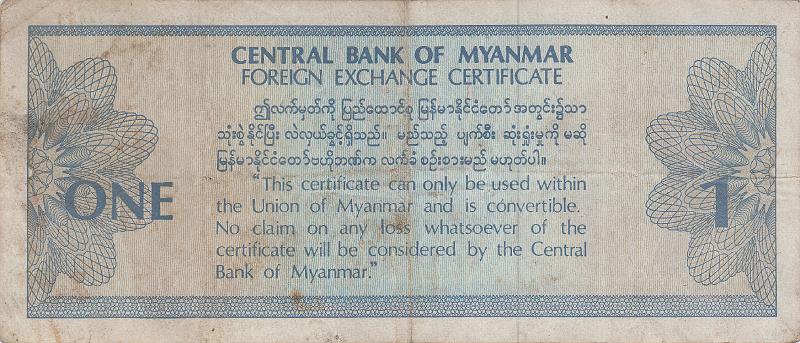 CENTRAL BANK OF MYANMAR
FOREIGN EXCHANGE CERTIFICATE
ဤလက်မှတ်ကို ပြည်ထောင်စု မြန်မာနိုင်ငံတော် အတွင်း၌သာ
သုံးစွဲနိုင်ပြီး လဲလှယ်ခွင့်ရှိသည်။ မည်သည့် ပျက်စီး ဆုံးရှုံးမှုကို မဆို
မြန်မာနိုင်ငံတော်ဗဟိုဘဏ်က လက်ခံ စဉ်းစားမည် မဟုတ်ပါ။
"This certificate can only be used within
the Union of Myanmar and is convertible.
No claim on any loss whatsoever of the
certificate will be considered by the Central
Bank of Myanmar."
ONE
1